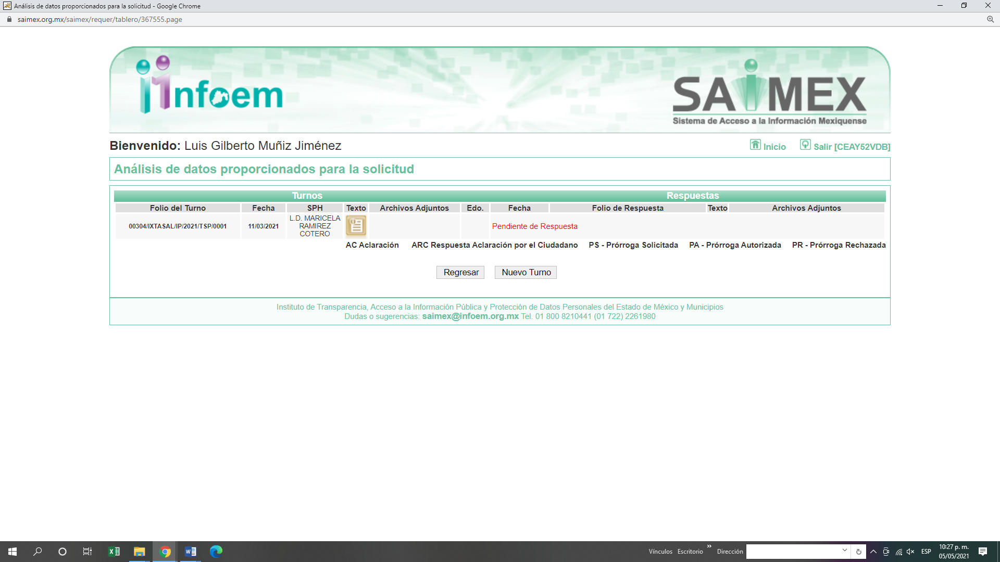 Análisis de datos proporcionados para la solicitud - Google Chrome
saimex.org.mx/saimex/requer/tablero/367555.page
infoem
SAIMEX
Sistema de Acceso a la Información Mexiquense
Bienvenido: Luis Gilberto Muñiz Jiménez
Inicio Salir [CEAY52VDB]
Análisis de datos proporcionados para la solicitud
Turnos Respuestas
Folio del Turno Fecha SPH Texto Archivos Adjuntos Edo. Fecha Folio de Respuesta Texto Archivos Adjuntos
00304/IXTASAL/IP/2021/TSP/0001 11/03/2021 L.D. MARICELA RAMIREZ COTERO Pendiente de Respuesta
AC Aclaración ARC Respuesta Aclaración por el Ciudadano PS - Prórroga Solicitada PA - Prórroga Autorizada PR - Prórroga Rechazada
Regresar Nuevo Turno
Instituto de Transparencia, Acceso a la Información Pública y Protección de Datos Personales del Estado de México y Municipios
Dudas o sugerencias: saimex@infoem.org.mx Tel. 01 800 8210441 (01 722) 2261980
Vínculos Escritorio » Dirección ESP 10:27 p. m.
05/05/2021